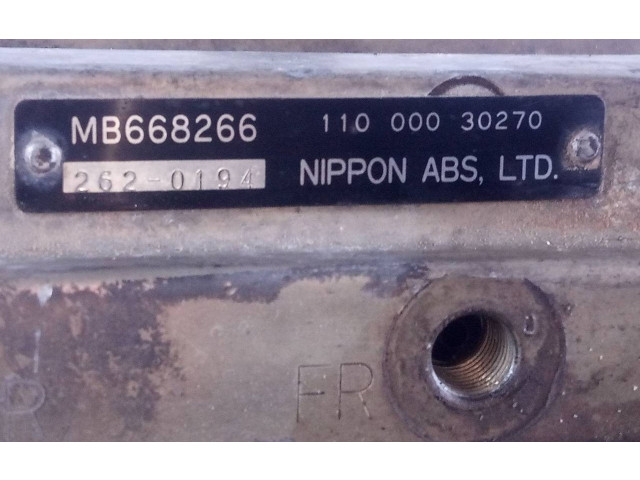 MB668266 110 000 30270
262-0194 NIPPON ABS, LTD.
FR
R